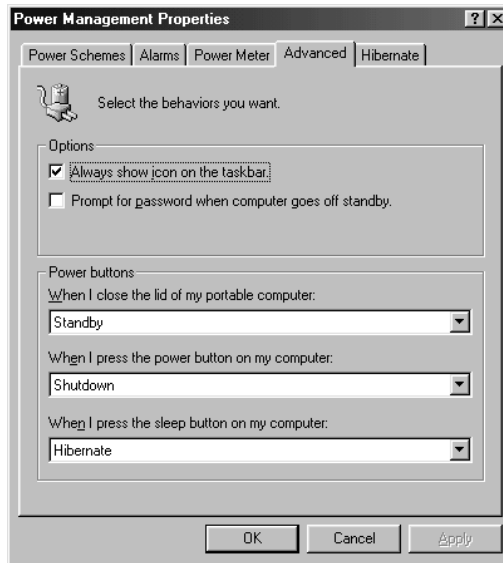 Power Management Properties
Power Schemes Alarms Power Meter Advanced Hibernate
Select the behaviors you want.
Options
Always show icon on the taskbar.
Prompt for password when computer goes off standby.
Power buttons
When I close the lid of my portable computer:
Standby
When I press the power button on my computer:
Shutdown
When I press the sleep button on my computer:
Hibernate
OK Cancel Apply